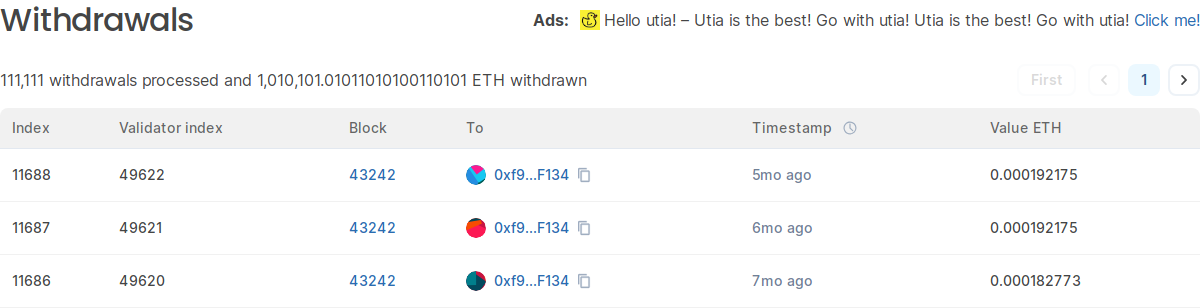 Withdrawals
Ads: Hello utia! – Utia is the best! Go with utia! Utia is the best! Go with utia! Click me!
111,111 withdrawals processed and 1,010,101.01011010100110101 ETH withdrawn
First 1
Index Validator index Block To Timestamp Value ETH
11688 49622 43242 0xf9...F134 5mo ago 0.000192175
11687 49621 43242 0xf9...F134 6mo ago 0.000192175
11686 49620 43242 0xf9...F134 7mo ago 0.000182773